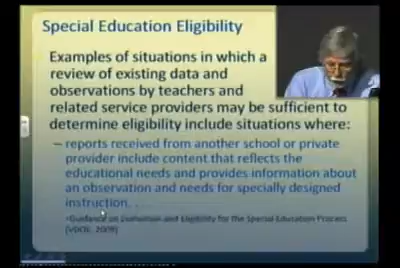 Special Education Eligibility
Examples of situations in which a
review of existing data and
observations by teachers and
related service providers may be sufficient to
determine eligibility include situations where:
– reports received from another school or private
provider include content that reflects the
educational needs and provides information about
an observation and needs for specially designed
instruction. . .
•Guidance on Evaluation and Eligibility for the Special Education Process
(VDOE, 2009)